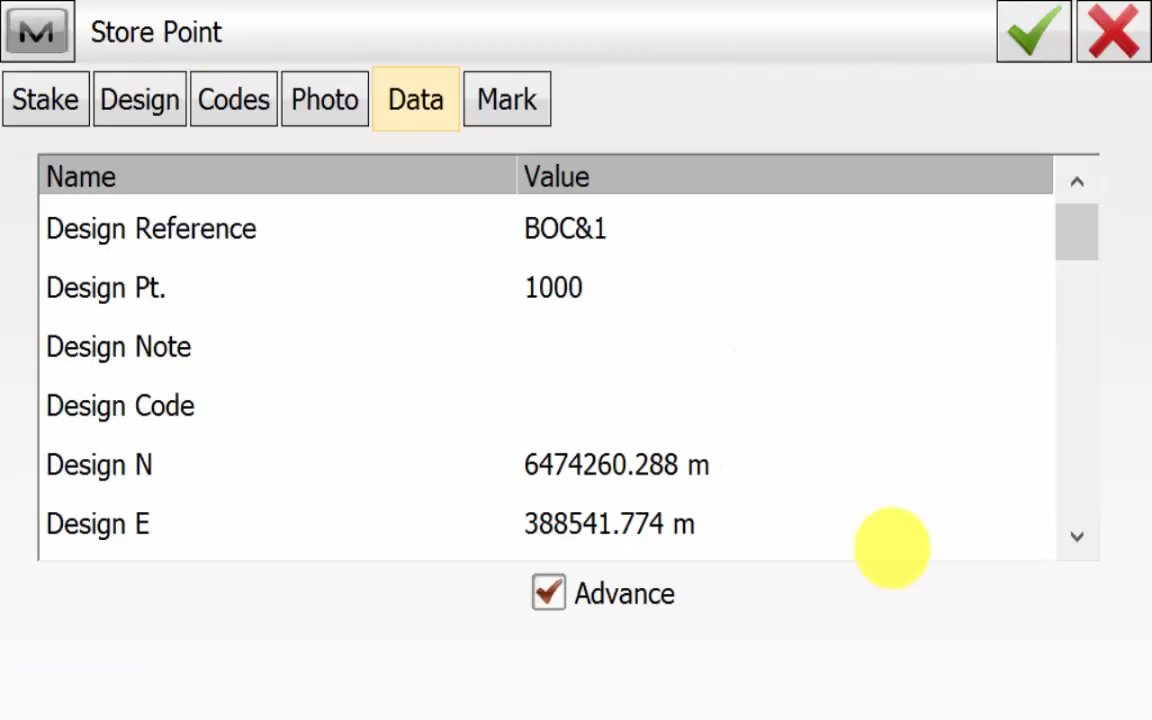 M Store Point
Stake Design Codes Photo Data Mark
Name Value
Design Reference BOC&1
Design Pt. 1000
Design Note
Design Code
Design N 6474260.288 m
Design E 388541.774 m
Advance